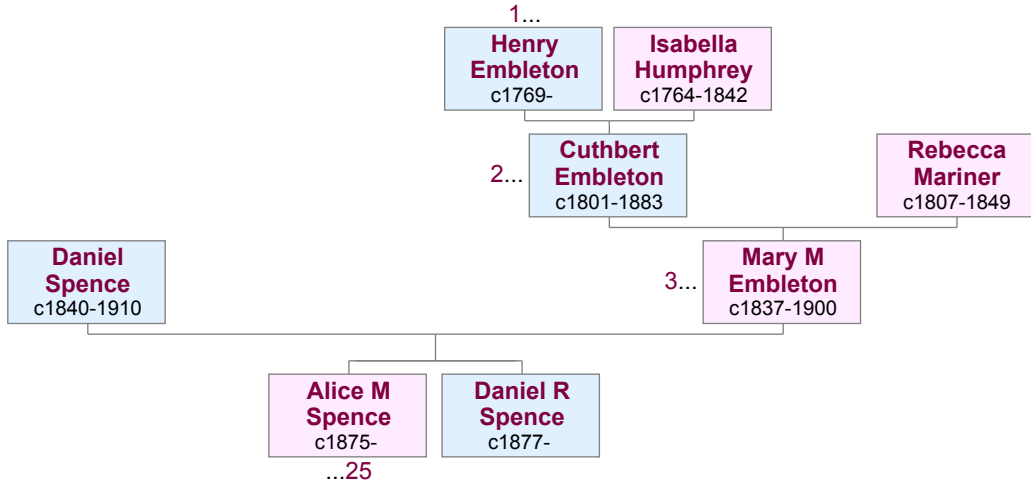 1...
Henry
Embleton
c1769-
Isabella
Humphrey
c1764-1842
2...
Cuthbert
Embleton
c1801-1883
Rebecca
Mariner
c1807-1849
Daniel
Spence
c1840-1910
3...
Mary M
Embleton
c1837-1900
Alice M
Spence
c1875-
Daniel R
Spence
c1877-
...25